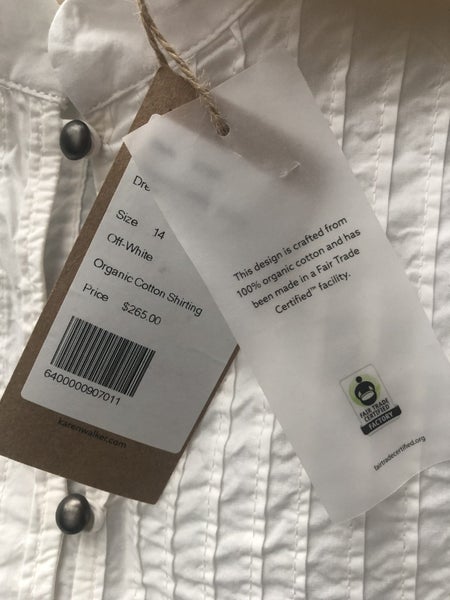 Size 14
Off-White
Organic Cotton Shirting
Price $265.00
6400000907011
karenwalker.com
This design is crafted from
100% organic cotton and has
been made in a Fair Trade
Certified™ facility.
FAIR TRADE
CERTIFIED
FACTORY
fairtradecertified.org